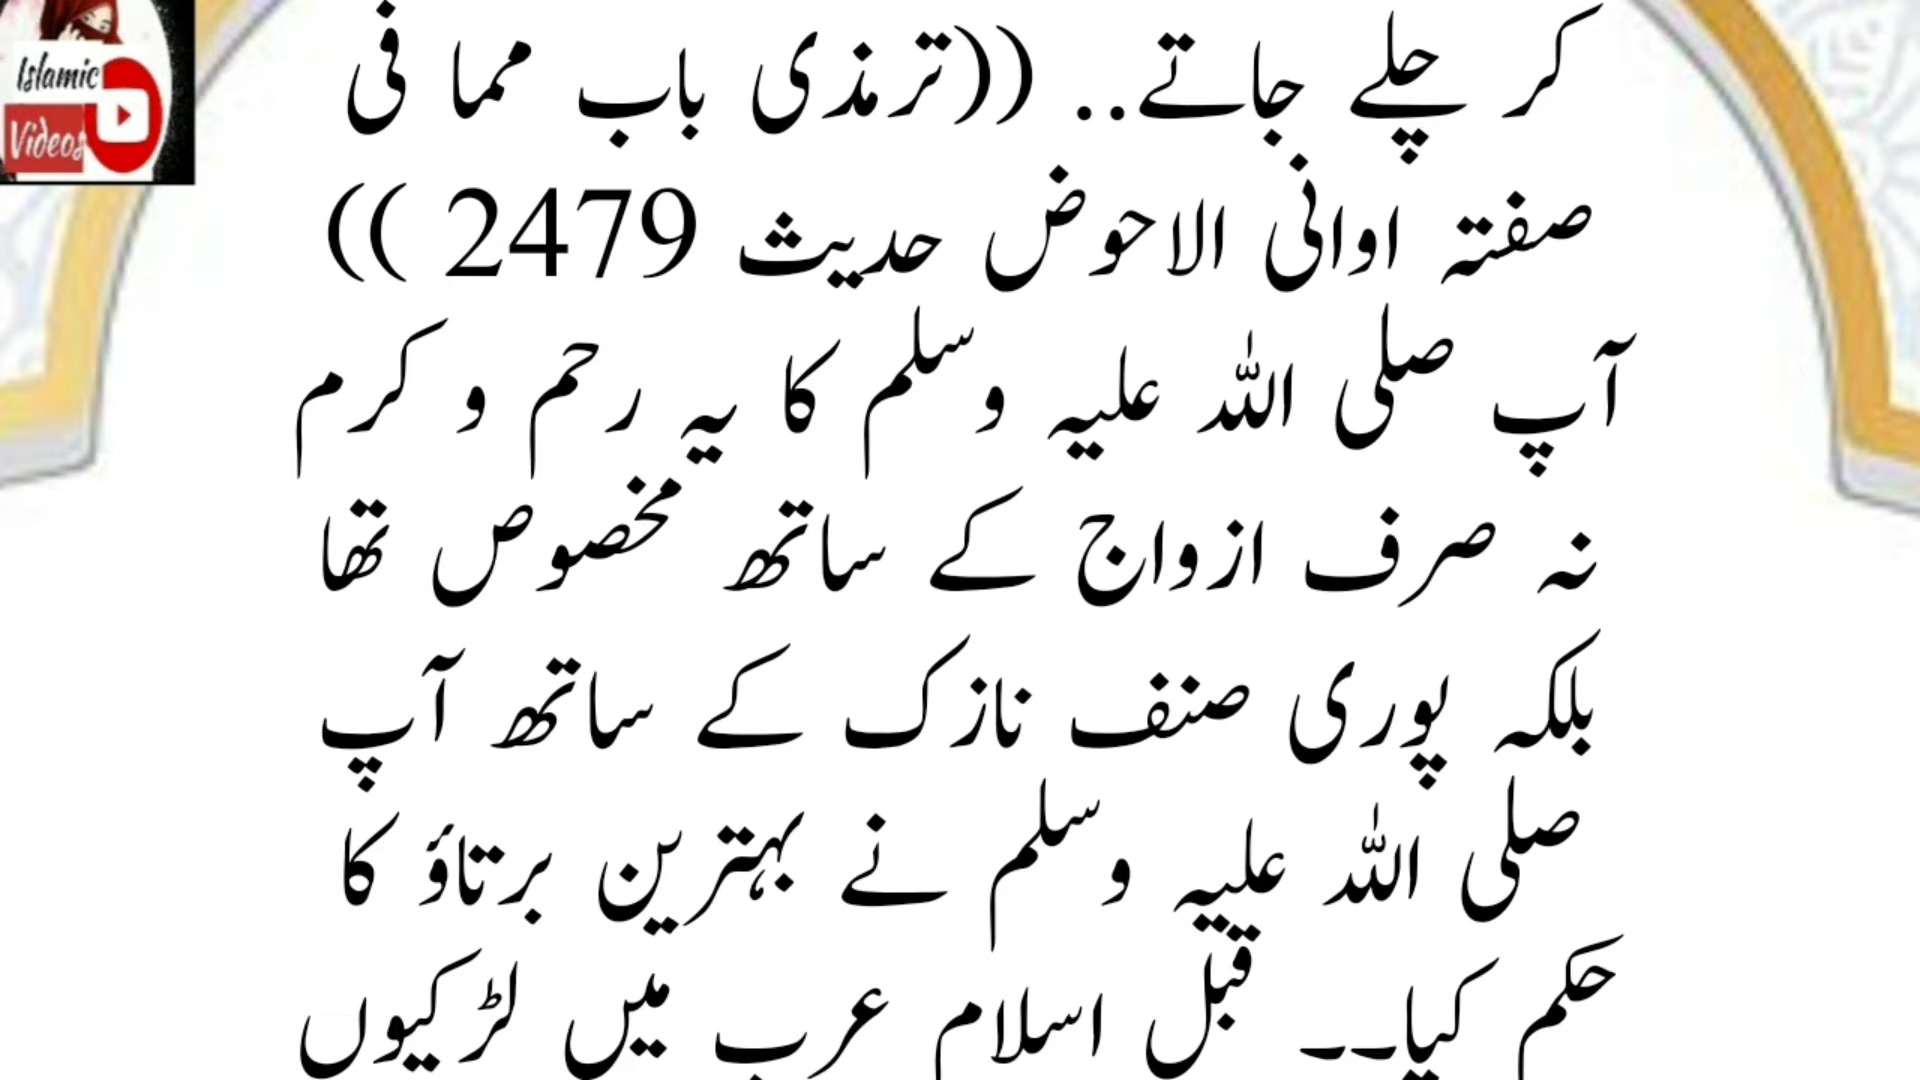 Islamic
Videos
کر چلے جاتے.. ((ترمذی باب مما فی
صفتہ اوانی الاحوض حدیث 2479 ))
آپ صلی اللہ علیہ وسلم کا یہ رحم و کرم
نہ صرف ازواج کے ساتھ مخصوص تھا
بلکہ پوری صنف نازک کے ساتھ آپ
صلی اللہ علیہ وسلم نے بہترین برتاؤ کا
حکم کیا۔۔ قبل اسلام عرب میں لڑکیوں